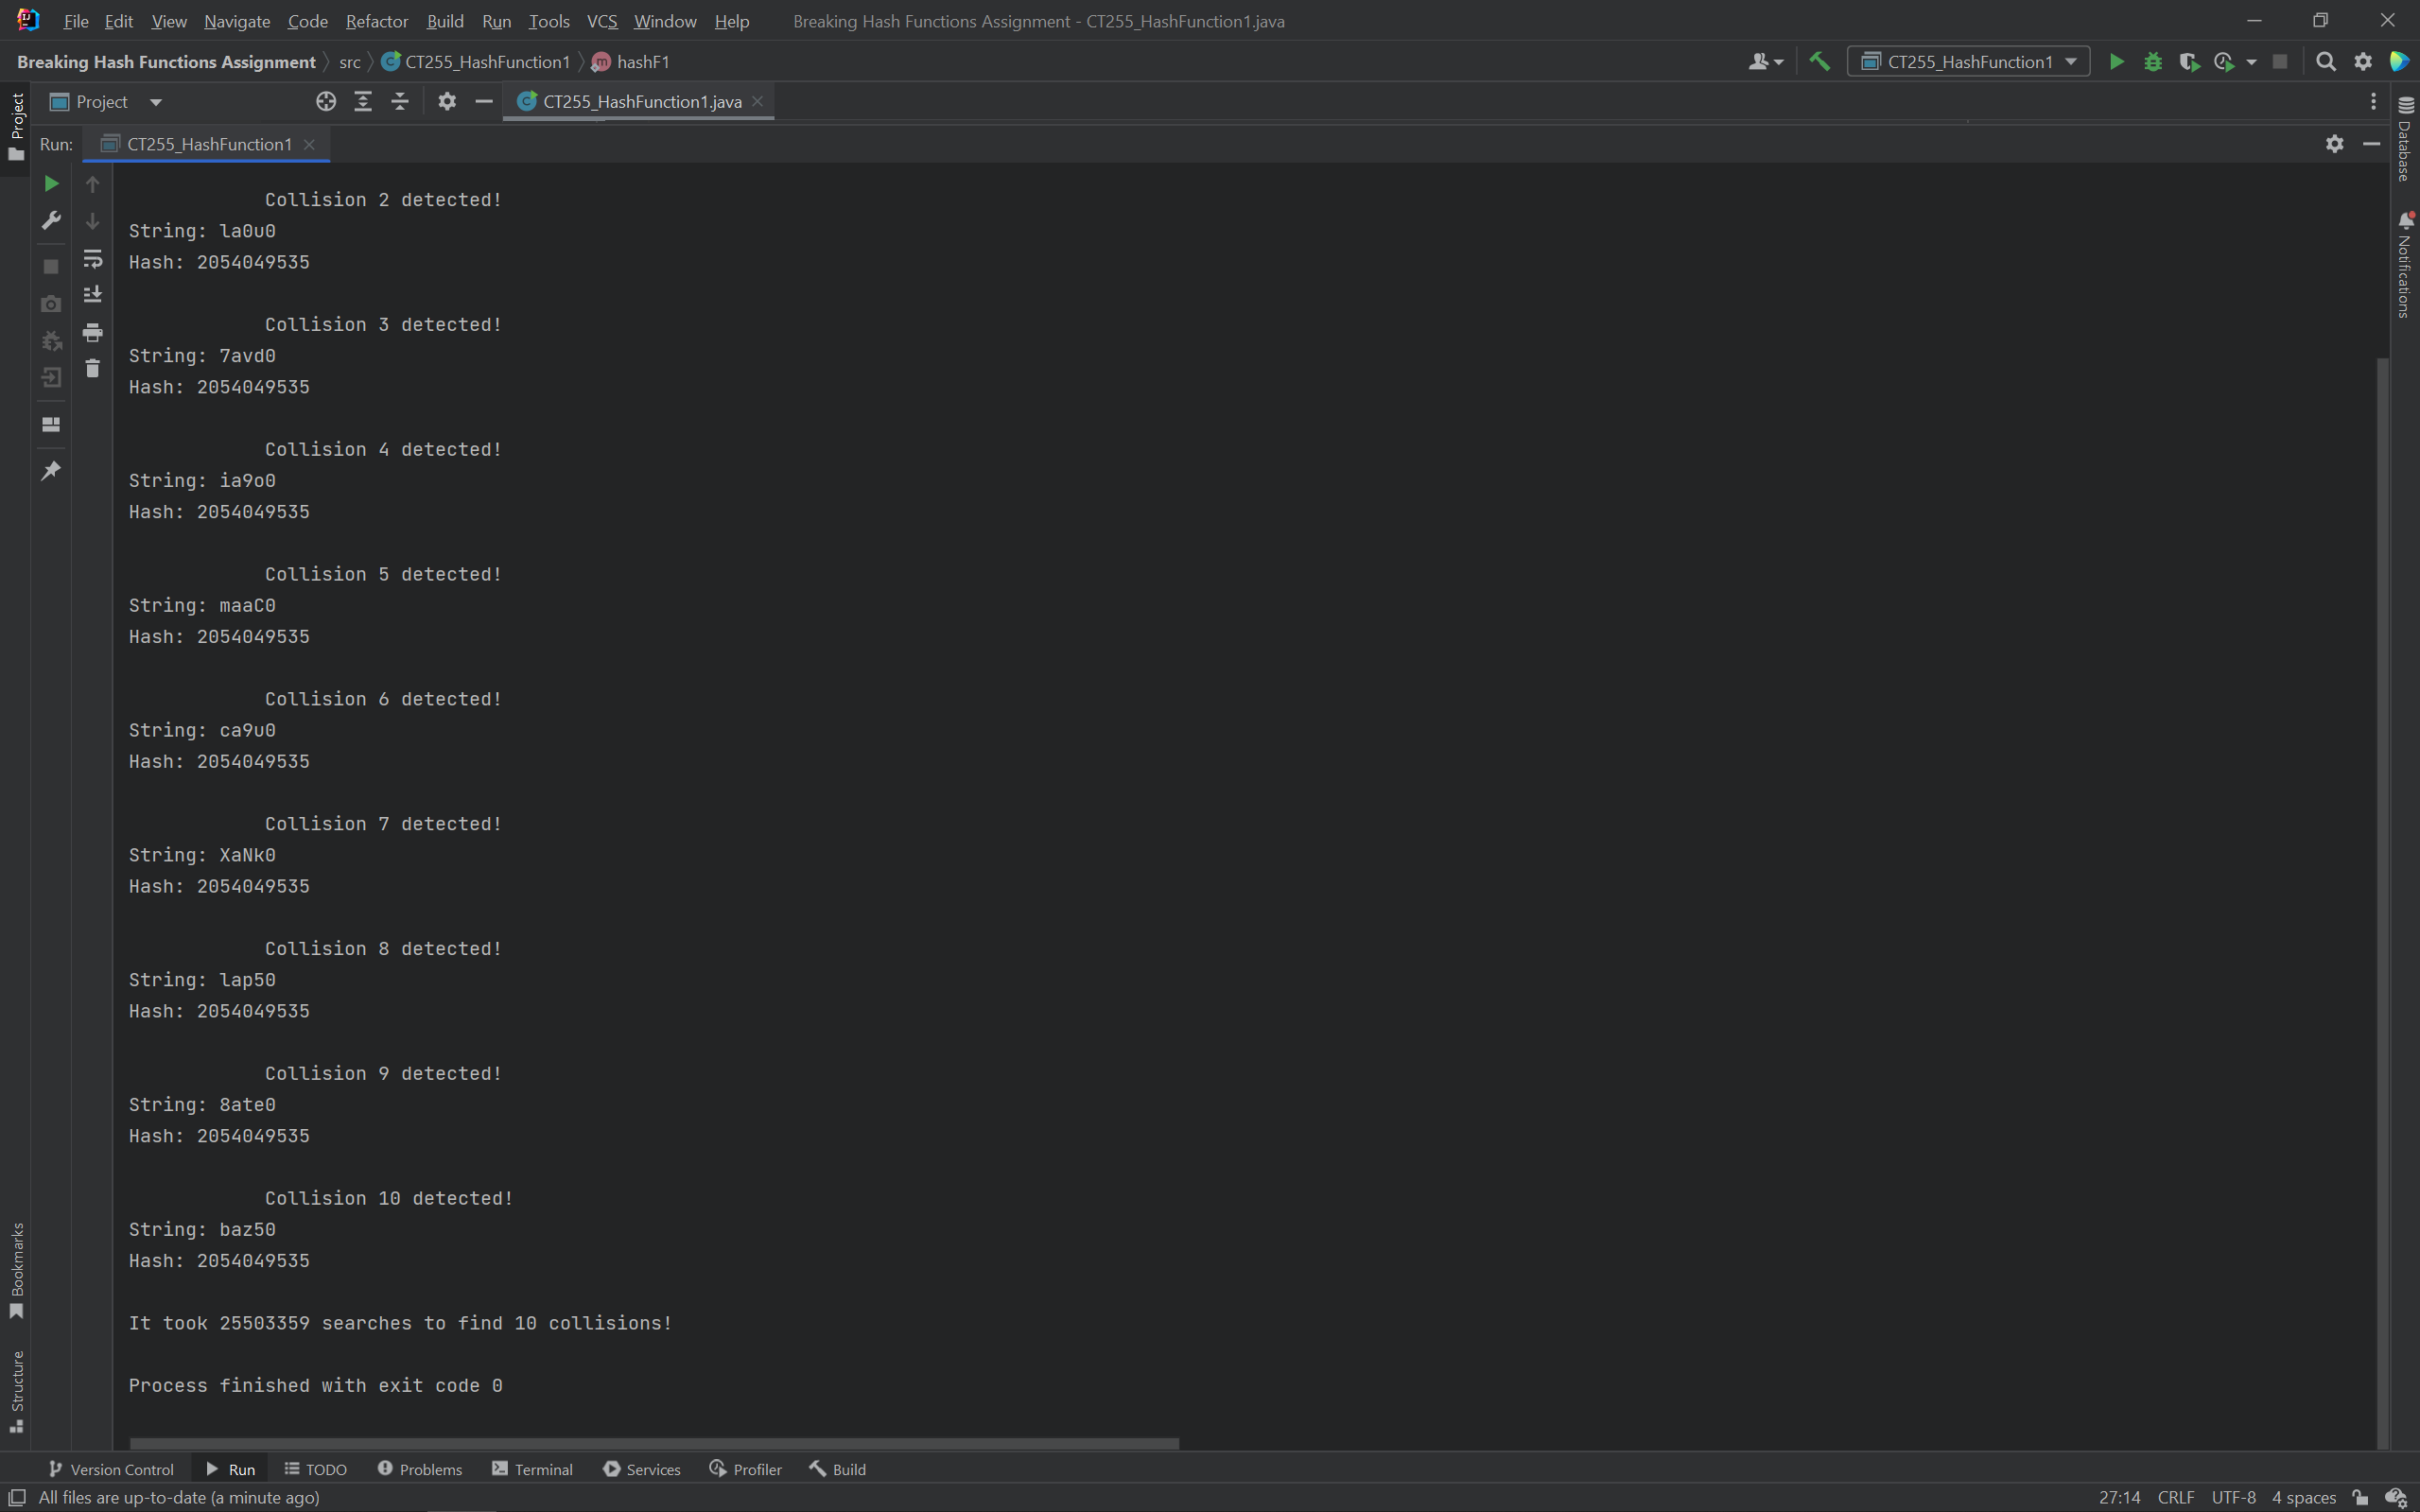 File Edit View Navigate Code Refactor Build Run Tools VCS Window Help Breaking Hash Functions Assignment - CT255_HashFunction1.java
Breaking Hash Functions Assignment src CT255_HashFunction1 hashF1 CT255_HashFunction1
Project Project CT255_HashFunction1.java
Run: CT255_HashFunction1
Database
Notifications
Collision 2 detected!
String: la0u0
Hash: 2054049535
Collision 3 detected!
String: 7avd0
Hash: 2054049535
Collision 4 detected!
String: ia9o0
Hash: 2054049535
Collision 5 detected!
String: maaC0
Hash: 2054049535
Collision 6 detected!
String: ca9u0
Hash: 2054049535
Collision 7 detected!
String: XaNk0
Hash: 2054049535
Collision 8 detected!
String: lap50
Hash: 2054049535
Collision 9 detected!
String: 8ate0
Hash: 2054049535
Collision 10 detected!
String: baz50
Hash: 2054049535
It took 25503359 searches to find 10 collisions!
Process finished with exit code 0
Bookmarks
Structure
Version Control Run TODO Problems Terminal Services Profiler Build
All files are up-to-date (a minute ago) 27:14 CRLF UTF-8 4 spaces